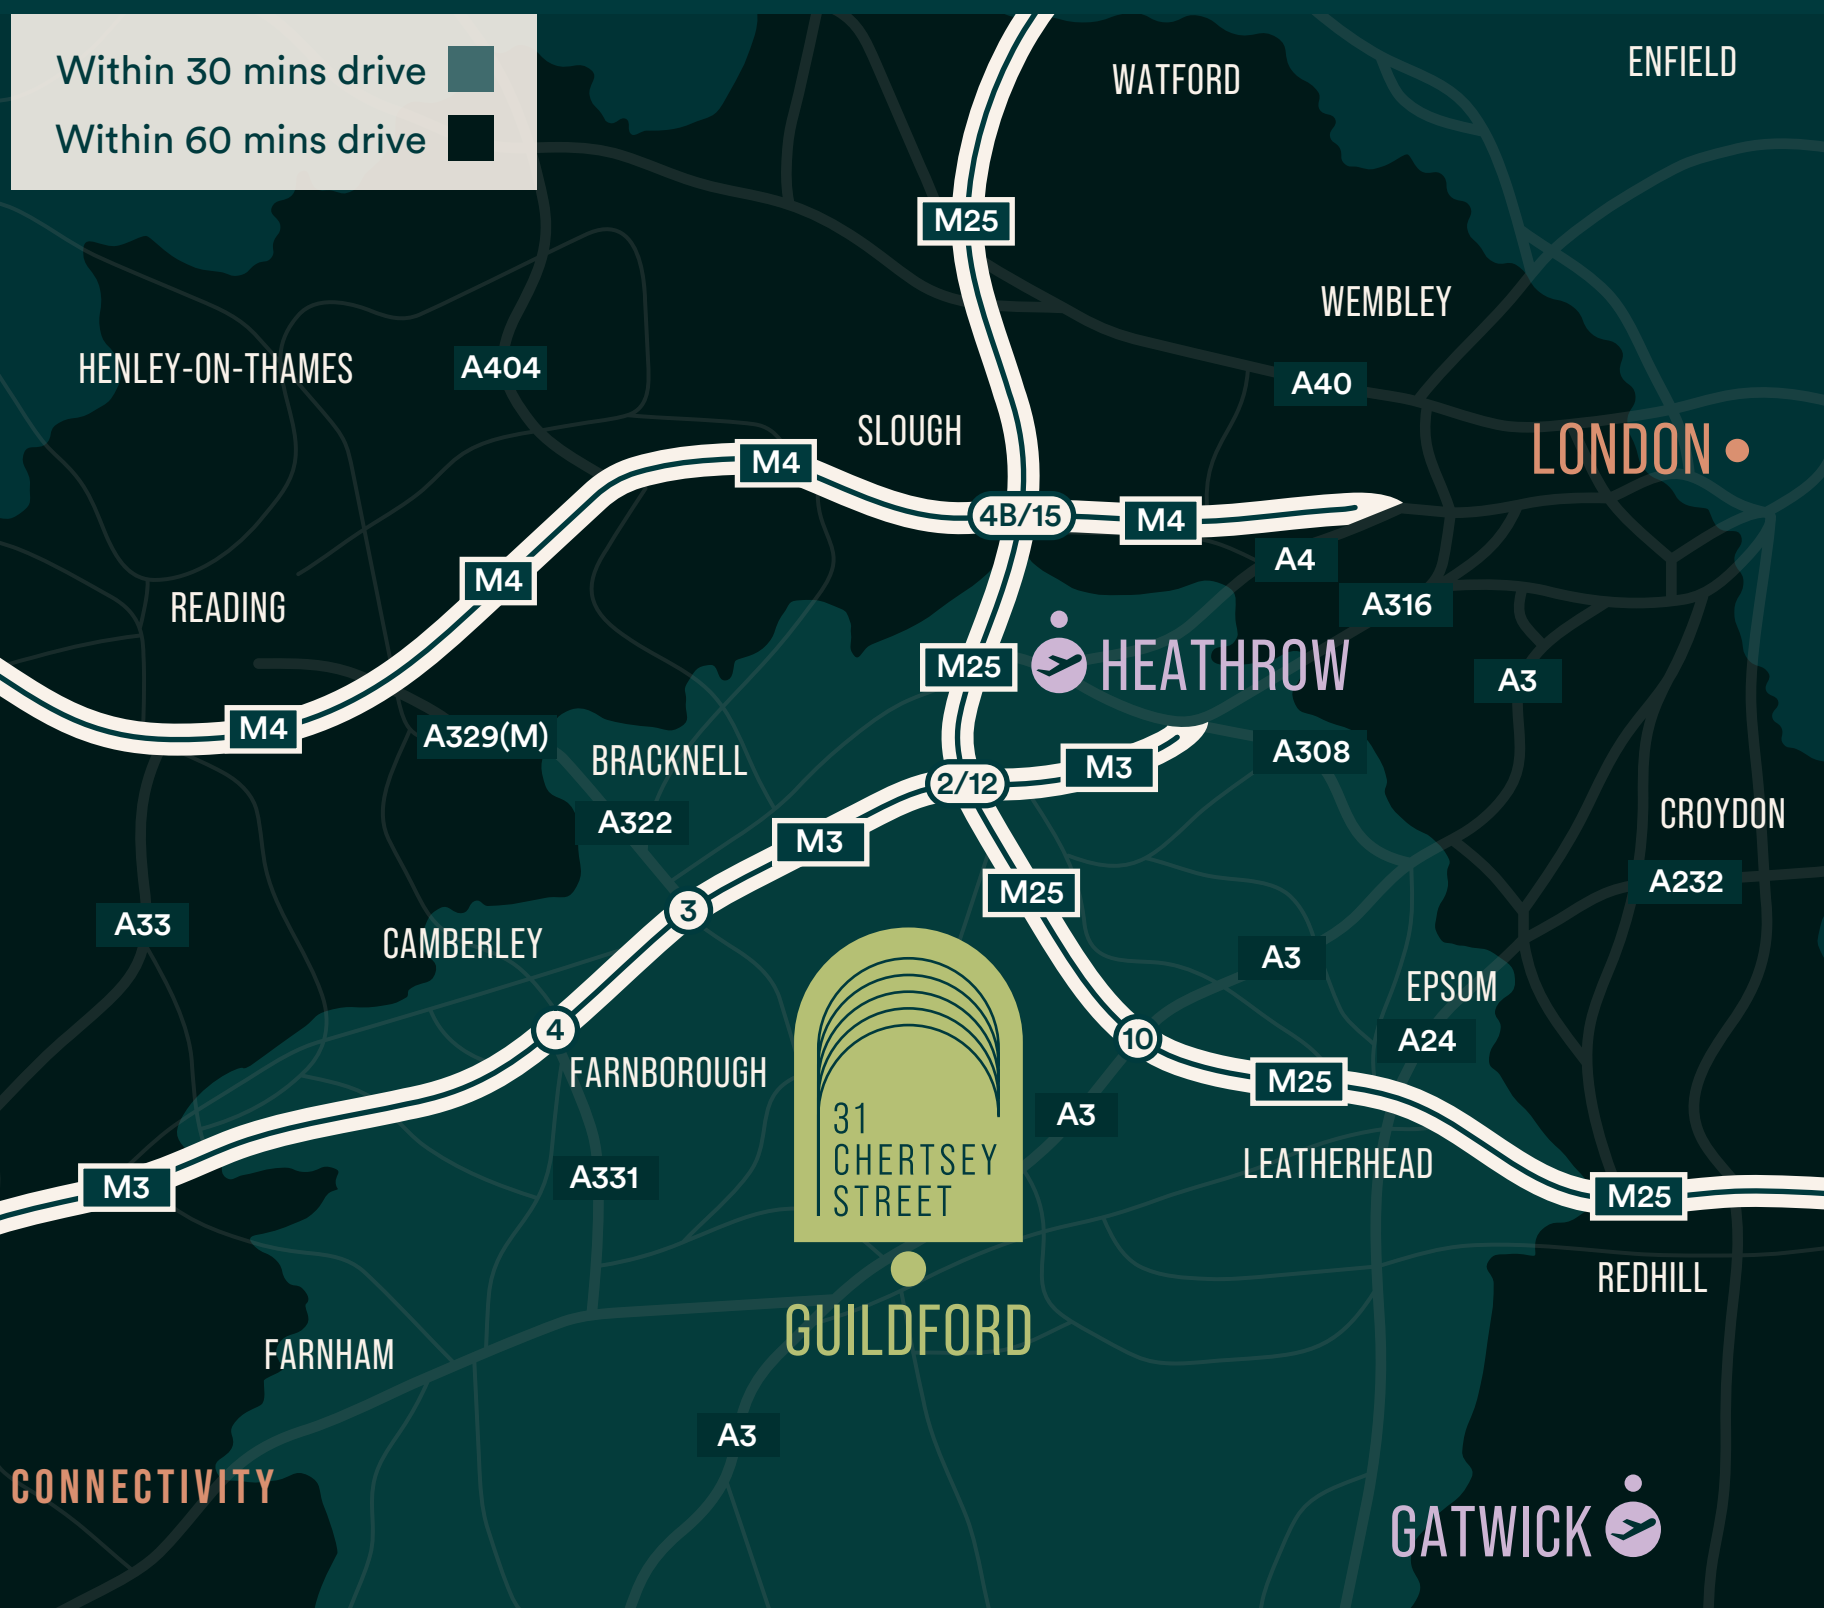 Within 30 mins drive
Within 60 mins drive
ENFIELD
WATFORD
M25
WEMBLEY
HENLEY-ON-THAMES
A404
A40
SLOUGH
LONDON
M4
4B/15
M4
A4
M4
READING
A316
M25
HEATHROW
A3
M4
A329(M)
BRACKNELL
A308
M3
2/12
CROYDON
A322
M3
A232
M25
3
A33
CAMBERLEY
A3
EPSOM
4
10
A24
FARNBOROUGH
M25
31
CHERTSEY
STREET
A3
LEATHERHEAD
A331
M3
M25
REDHILL
GUILDFORD
FARNHAM
A3
CONNECTIVITY
GATWICK